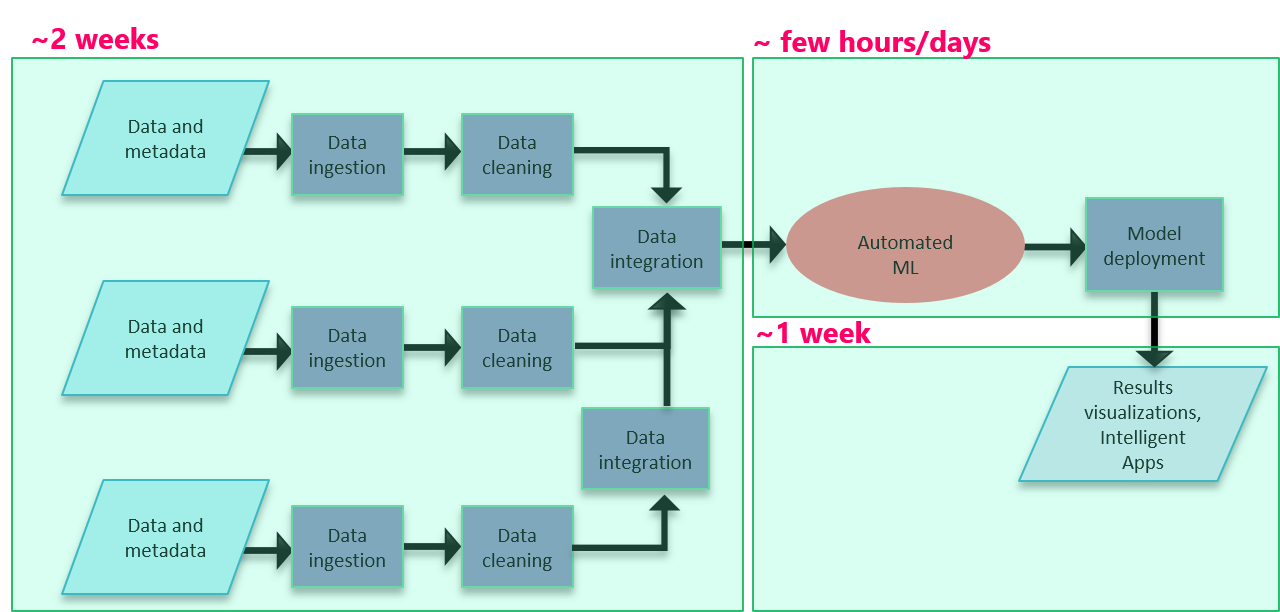 ~2 weeks
~ few hours/days
Data and
metadata
Data
ingestion
Data
cleaning
Data
integration
Automated
ML
Model
deployment
Data and
metadata
Data
ingestion
Data
cleaning
~1 week
Results
visualizations,
Intelligent
Apps
Data
integration
Data and
metadata
Data
ingestion
Data
cleaning